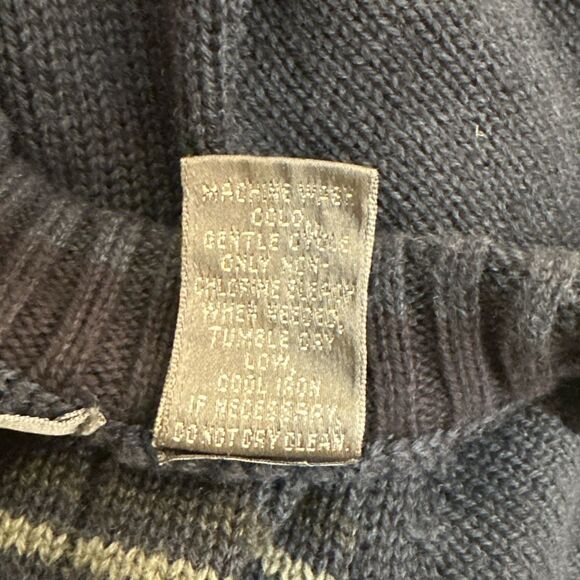 MACHINE WASH
COLD,
GENTLE CYCLE
ONLY NON-
CHLORINE BLEACH
WHEN NEEDED,
TUMBLE DRY
LOW,
COOL IRON
IF NECESSARY,
DO NOT DRY CLEAN.